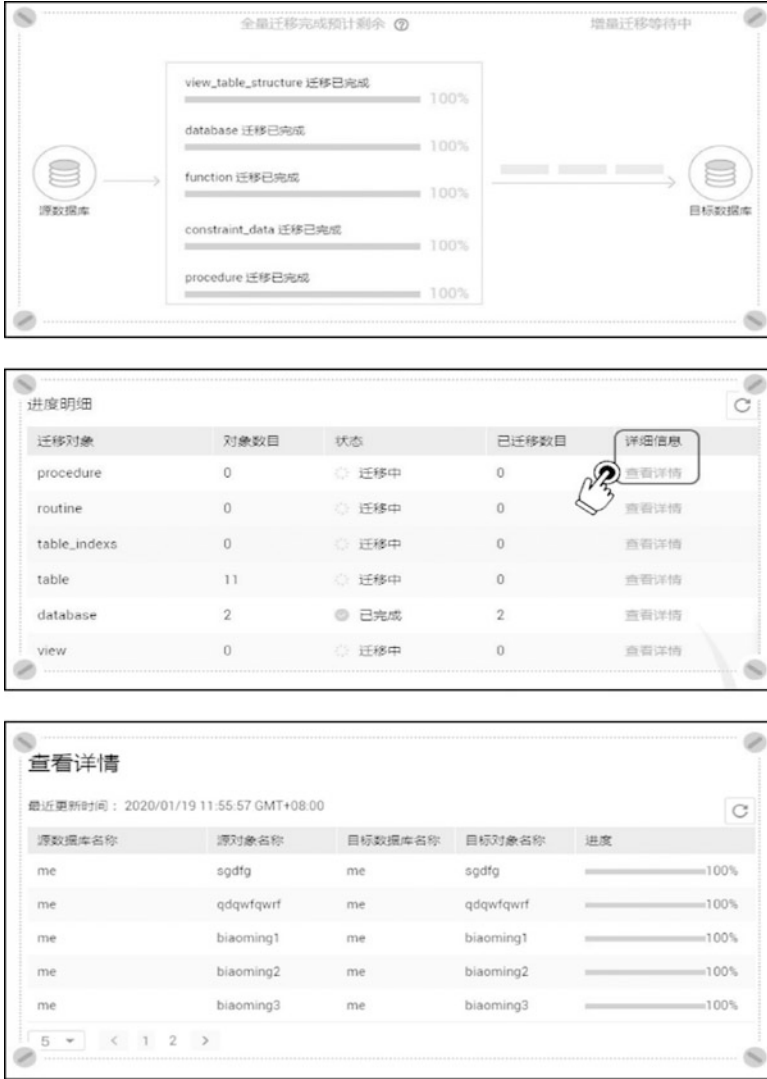 全量迁移完成预计剩余 ? 增量迁移等待中
view_table_structure 迁移已完成
100%
database 迁移已完成
100%
function 迁移已完成
100%
constraint_data 迁移已完成
100%
procedure 迁移已完成
100%
源数据库
目标数据库
进度明细
迁移对象 对象数目 状态 已迁移数目 详细信息
procedure 0 迁移中 0 查看详情
routine 0 迁移中 0 查看详情
table_indexs 0 迁移中 0 查看详情
table 11 迁移中 0 查看详情
database 2 已完成 2 查看详情
view 0 迁移中 0 查看详情
查看详情
最近更新时间： 2020/01/19 11:55:57 GMT+08:00
源数据库名称 源对象名称 目标数据库名称 目标对象名称 进度
me sgdfg me sgdfg 100%
me qdqwfqwrf me qdqwfqwrf 100%
me biaoming1 me biaoming1 100%
me biaoming2 me biaoming2 100%
me biaoming3 me biaoming3 100%
5 < 1 2 >